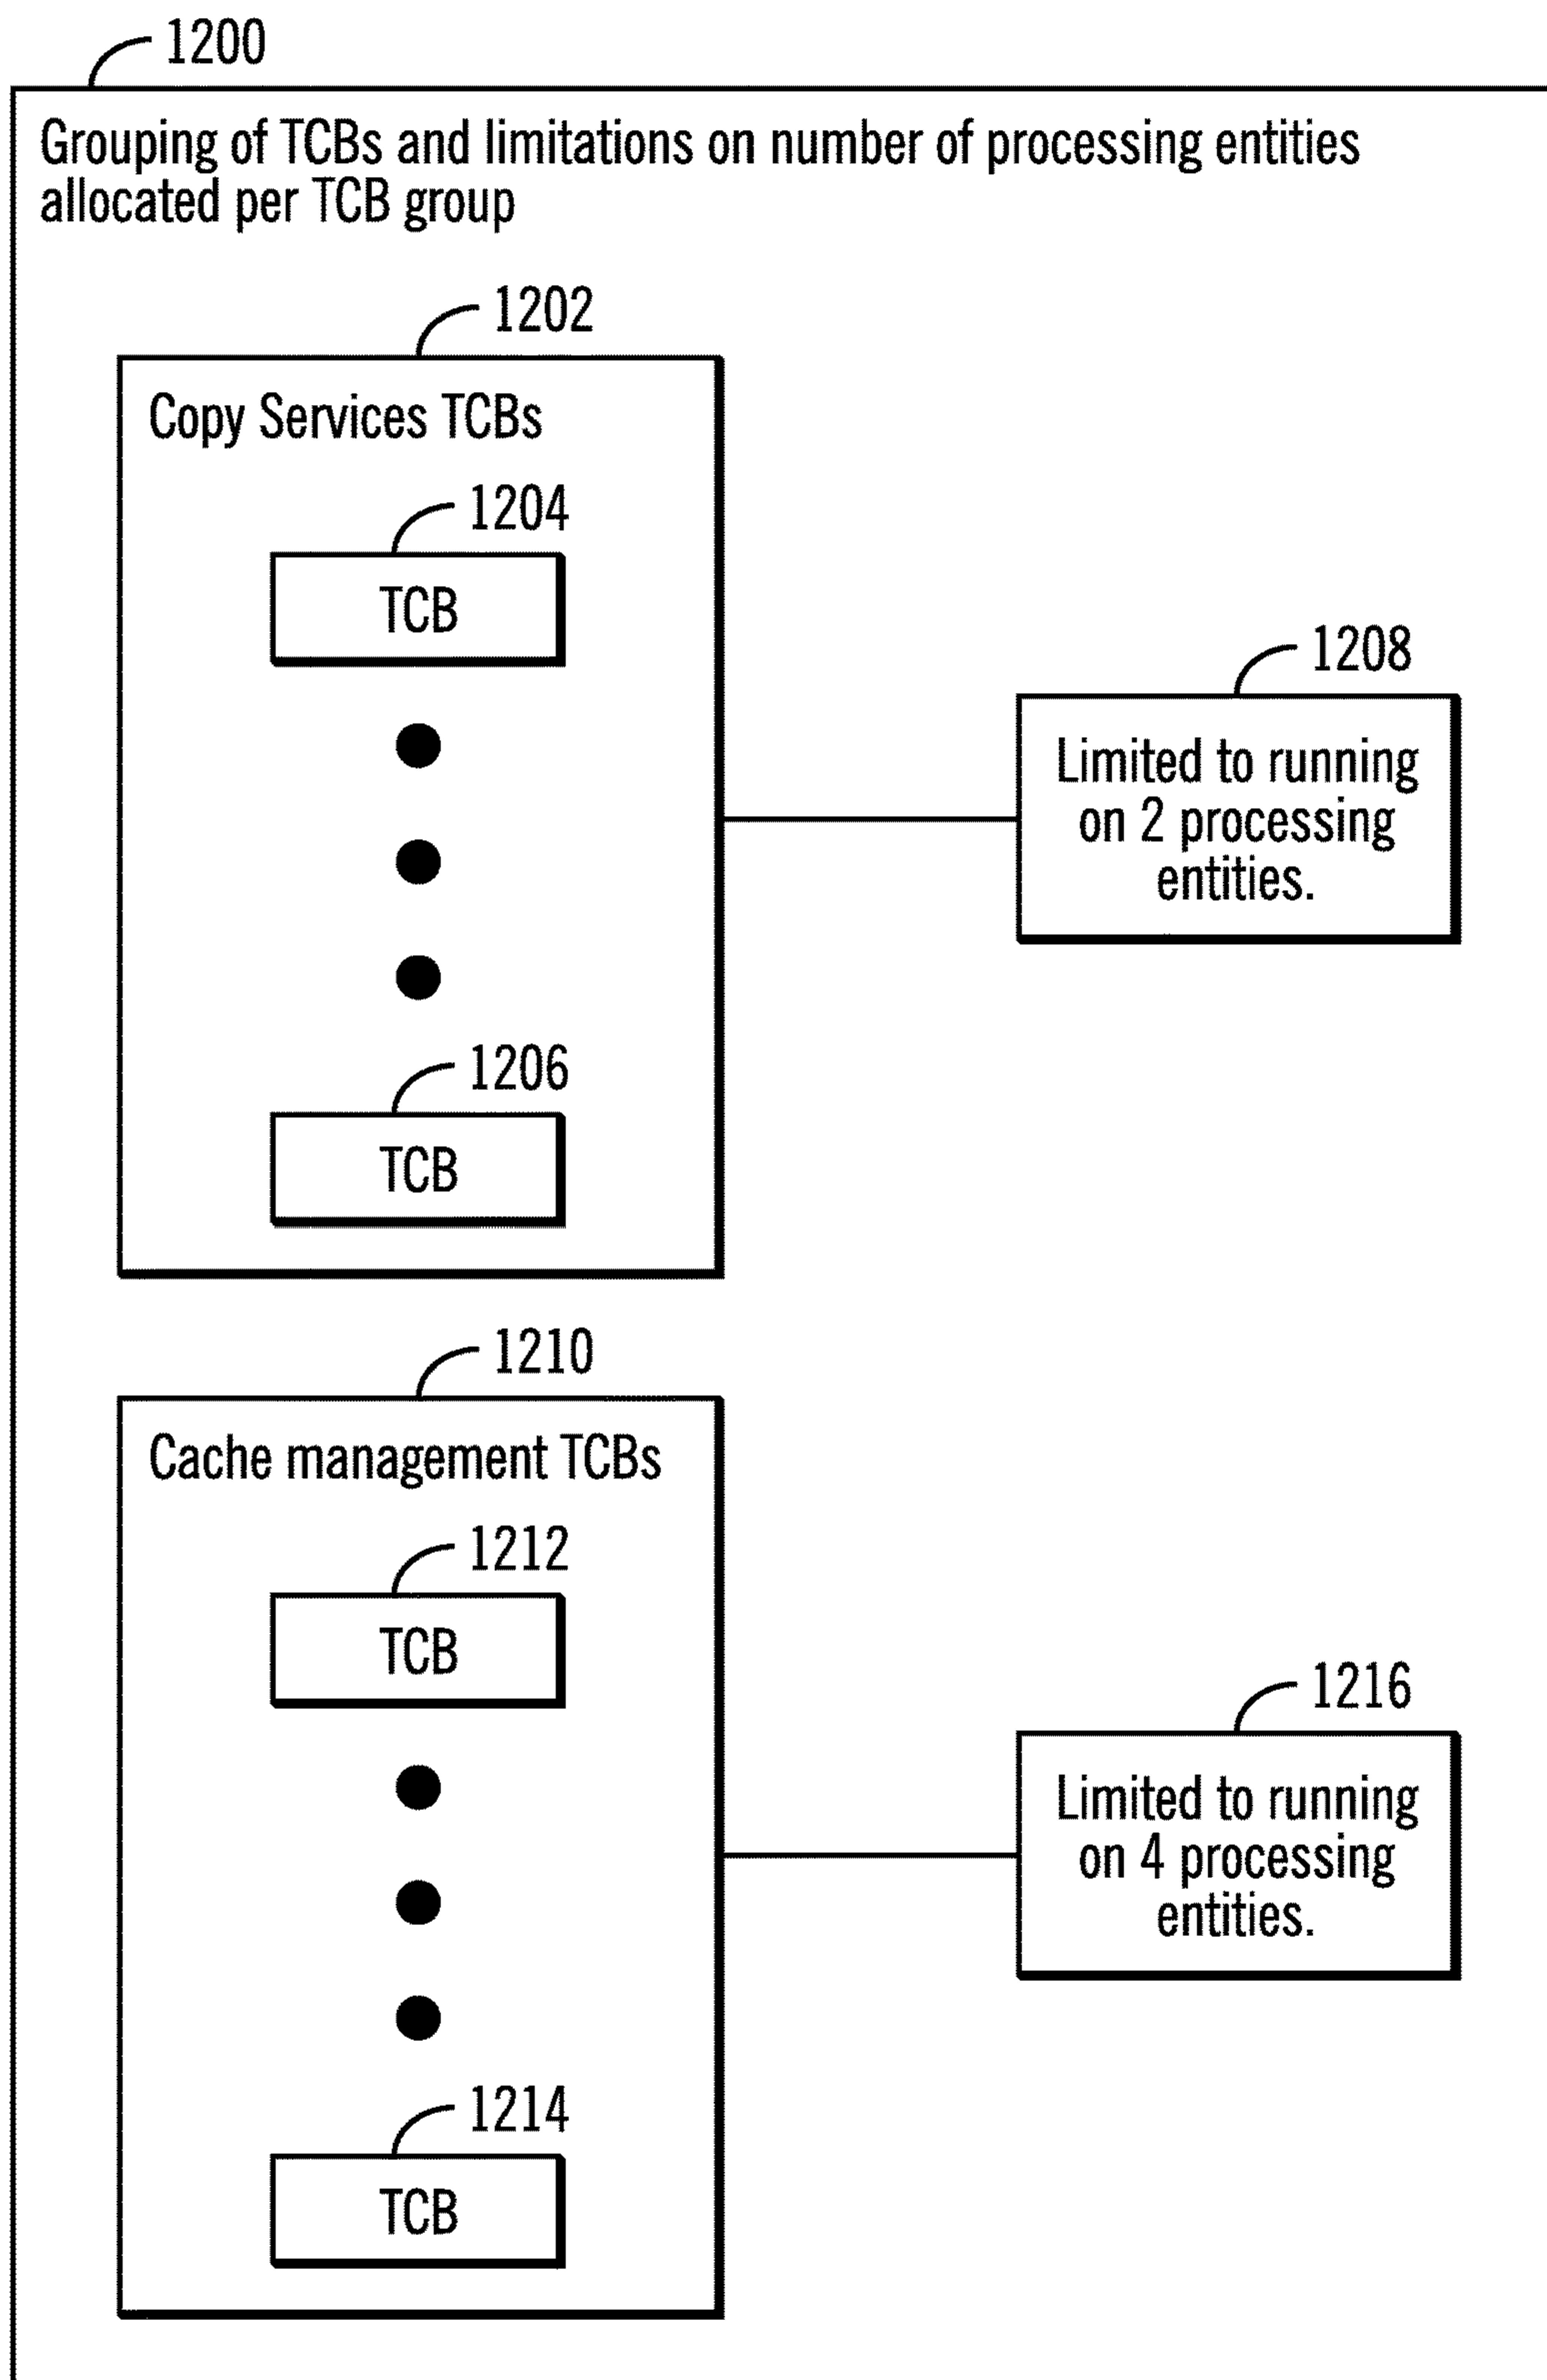 1200
Grouping of TCBs and limitations on number of processing entities
allocated per TCB group
1202
Copy Services TCBs
1204
TCB
1208
Limited to running
on 2 processing
entities.
1206
TCB
1210
Cache management TCBs
1212
TCB
1216
Limited to running
on 4 processing
entities.
1214
TCB